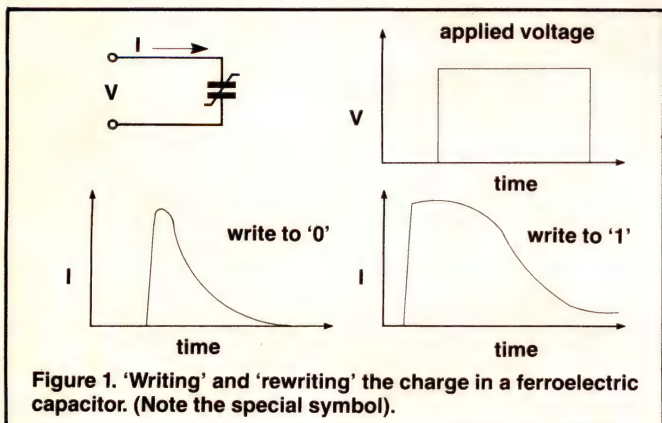 I
V
applied voltage
V
time
I
write to '0'
time
I
write to '1'
time
Figure 1. 'Writing' and 'rewriting' the charge in a ferroelectric
capacitor. (Note the special symbol).